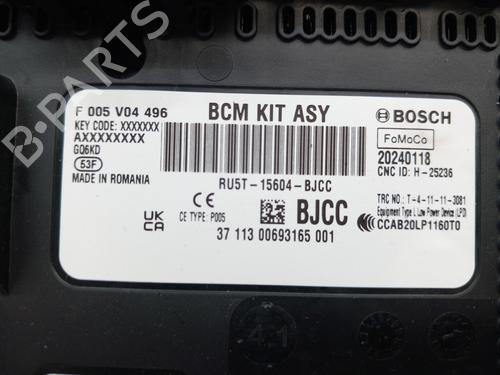 B-PARTS
F 005 V04 496
BCM KIT ASY
BOSCH
KEY CODE: XXXXXXX
AXXXXXXXXX
GQ6KD
53F
MADE IN ROMANIA
FoMoCo
20240118
CNC ID: H-25236
RU5T-15604-BJCC
CE
UK
CA
CE TYPE: P005
BJCC
TRC NO.: T-4-11-11-3081
Equipment Type I, Low Power Device (LPD)
CCAB20LP1160T0
37 113 00693165 001